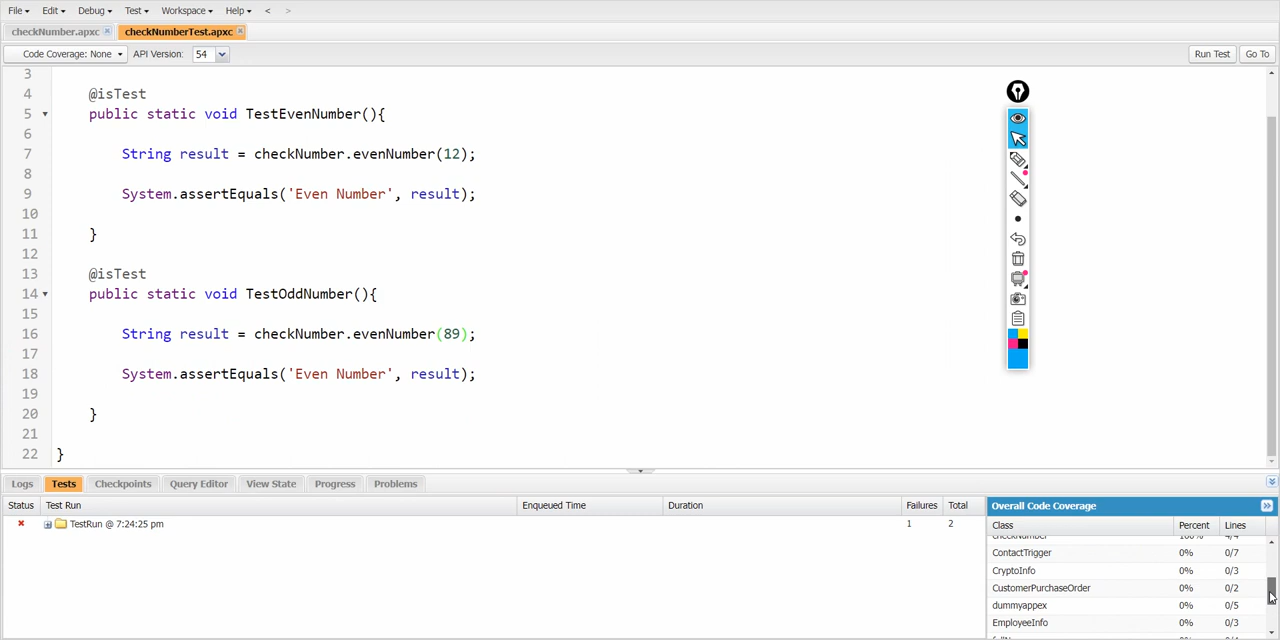 File Edit Debug Test Workspace Help < >
checkNumber.apxc checkNumberTest.apxc
Code Coverage: None API Version: 54 Run Test Go To
3
4 @isTest
5 public static void TestEvenNumber(){
6
7 String result = checkNumber.evenNumber(12);
8
9 System.assertEquals('Even Number', result);
10
11 }
12
13 @isTest
14 public static void TestOddNumber(){
15
16 String result = checkNumber.evenNumber(89);
17
18 System.assertEquals('Even Number', result);
19
20 }
21
22 }
Logs Tests Checkpoints Query Editor View State Progress Problems
Status Test Run Enqueued Time Duration Failures Total
TestRun @ 7:24:25 pm 1 2
Overall Code Coverage
Class Percent Lines
checkNumber 100% 4/4
ContactTrigger 0% 0/7
CryptoInfo 0% 0/3
CustomerPurchaseOrder 0% 0/2
dummyappex 0% 0/5
EmployeeInfo 0% 0/3